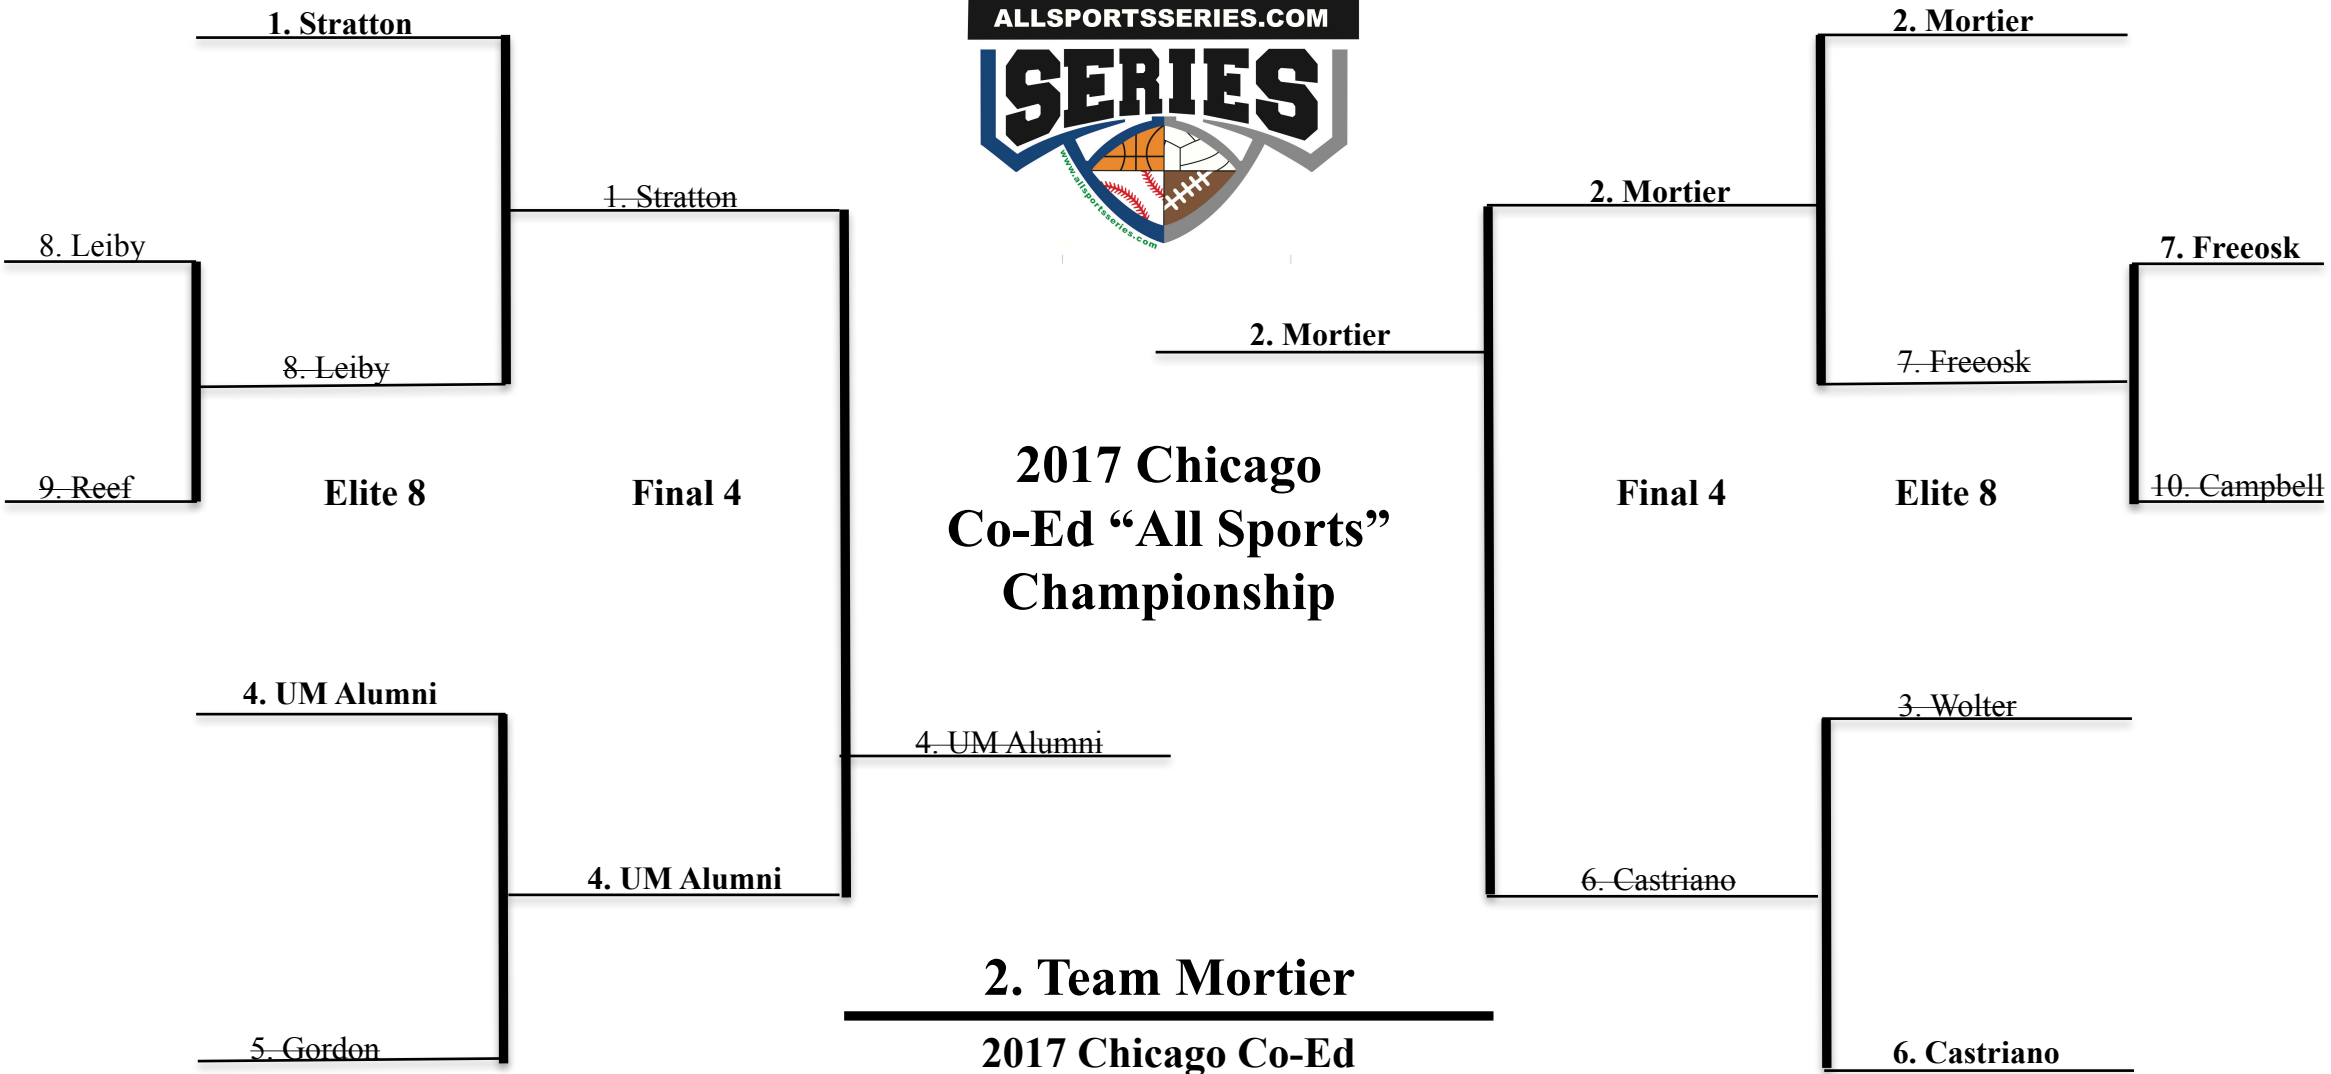 ALLSPORTSSERIES.COM
SERIES
www.allsportsseries.com
1. Stratton
2. Mortier
1. Stratton
2. Mortier
8. Leiby
7. Freeosk
2. Mortier
8. Leiby
7. Freeosk
9. Reef
Elite 8
Final 4
2017 Chicago
Co-Ed “All Sports”
Championship
Final 4
Elite 8
10. Campbell
4. UM Alumni
3. Wolter
4. UM Alumni
4. UM Alumni
6. Castriano
2. Team Mortier
5. Gordon
2017 Chicago Co-Ed
6. Castriano